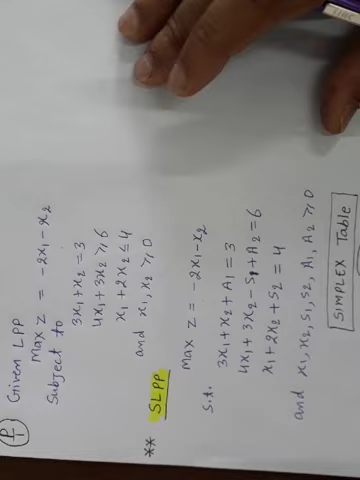 P/1 Given LPP
Max Z = -2x₁-x₂
Subject to
3x₁+x₂=3
4x₁+3x₂≥6
x₁+2x₂≤4
and x₁, x₂ ≥0
** SLPP
Max Z = -2x₁-x₂
s.t. 3x₁+x₂+A₁=3
4x₁+3x₂-S₁+A₂=6
x₁+2x₂+S₂=4
and x₁, x₂, S₁, S₂, A₁, A₂ ≥0
SIMPLEX Table